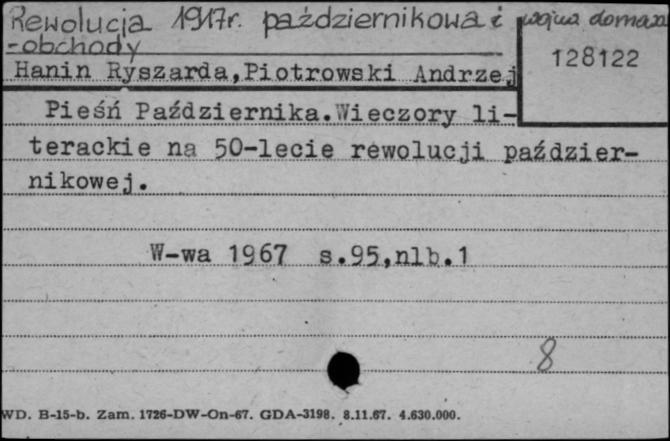 Rewolucja 1917r. październikowa i wojna domowa
-obchody
128122
Hanin Ryszarda,Piotrowski Andrzej
Pieśń Października.Wieczory li-
terackie na 50-lecie rewolucji paździer-
nikowej.
W-wa 1967 s.95,nlb.1
8
WD. B-15-b. Zam. 1726-DW-On-67. GDA-3198. 8.11.67. 4.630.000.